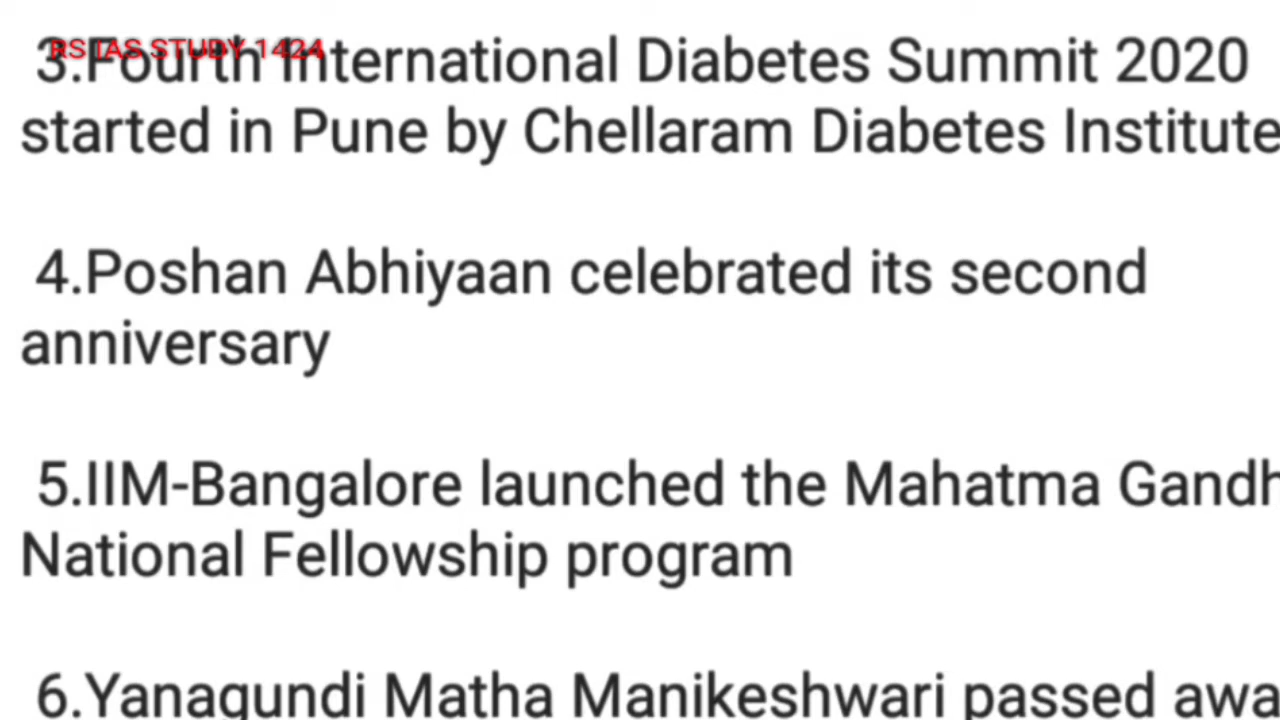 RS IAS STUDY 1424
3.Fourth International Diabetes Summit 2020
started in Pune by Chellaram Diabetes Institute
4.Poshan Abhiyaan celebrated its second
anniversary
5.IIM-Bangalore launched the Mahatma Gandh
National Fellowship program
6.Yanagundi Matha Manikeshwari passed awa